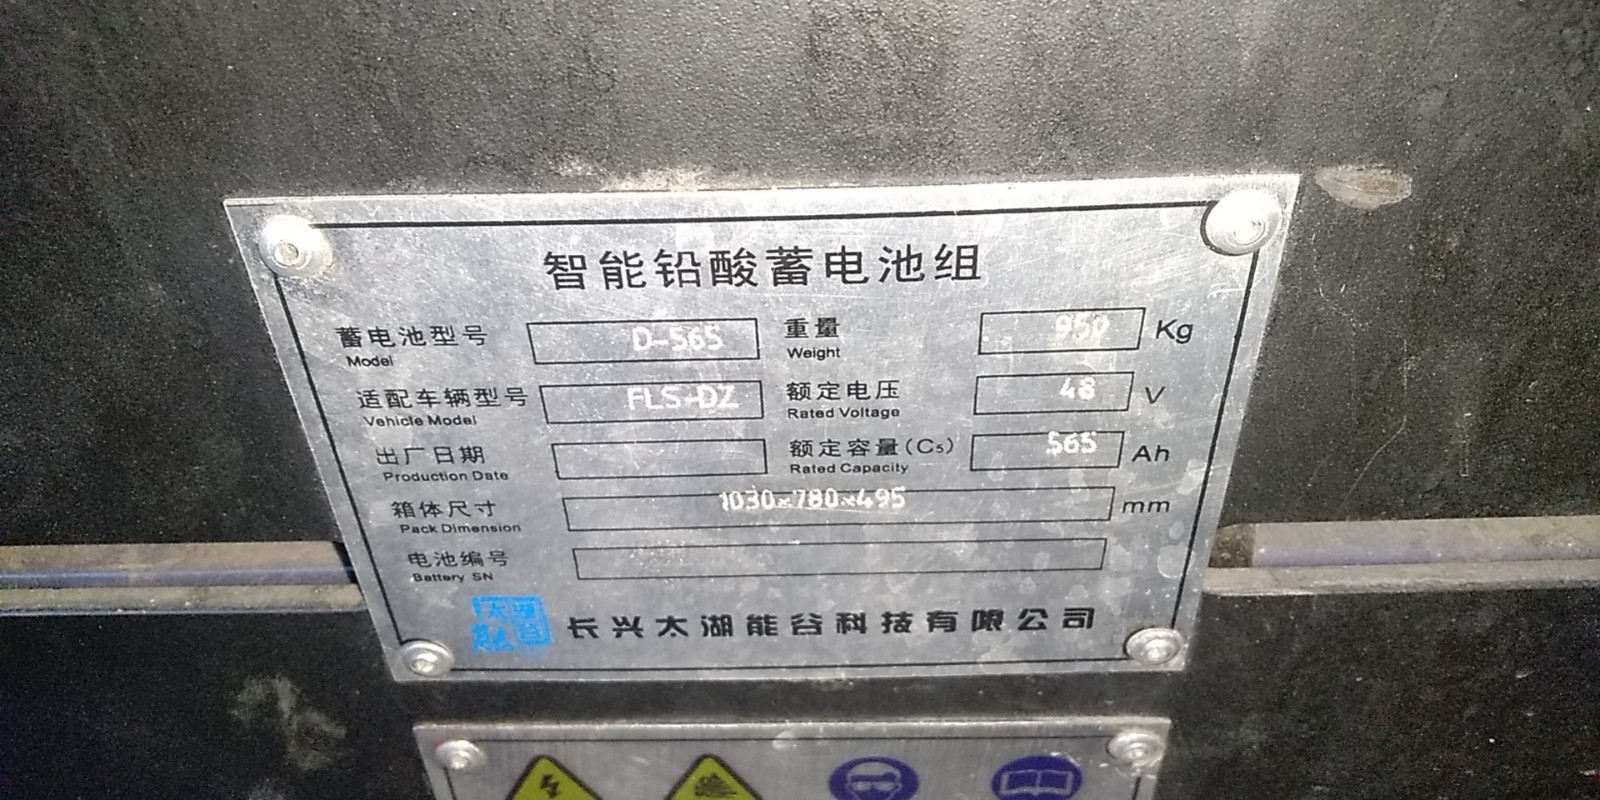 智能铅酸蓄电池组
蓄电池型号 D-565 重量 950 Kg
Model Weight
适配车辆型号 FLS-DZ 额定电压 48 V
Vehicle Model Rated Voltage
出厂日期 额定容量(C₅) 565 Ah
Production Date Rated Capacity
箱体尺寸 1030×780×495 mm
Pack Dimension
电池编号
Battery SN
长兴太湖能谷科技有限公司